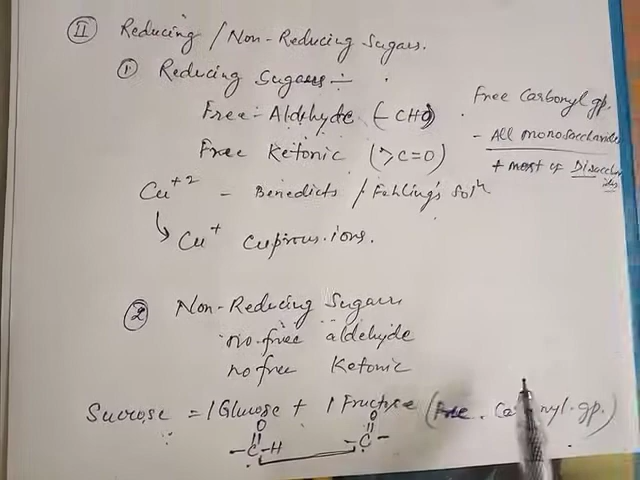 II Reducing / Non-Reducing Sugars.
① Reducing Sugars:-
Free-Aldehyde (-CHO)
Free Ketonic (>C=O)
Free Carbonyl gp.
- All monosaccharides
+ most of Disaccharides
Cu+2 - Benedicts / Fehling's Soln
↳ Cu+ Cuprous ions.
② Non-Reducing Sugars
no free aldehyde
no free Ketonic
Sucrose = 1 Glucose + 1 Fructose ( . gp.)
O O
-C-H -C-